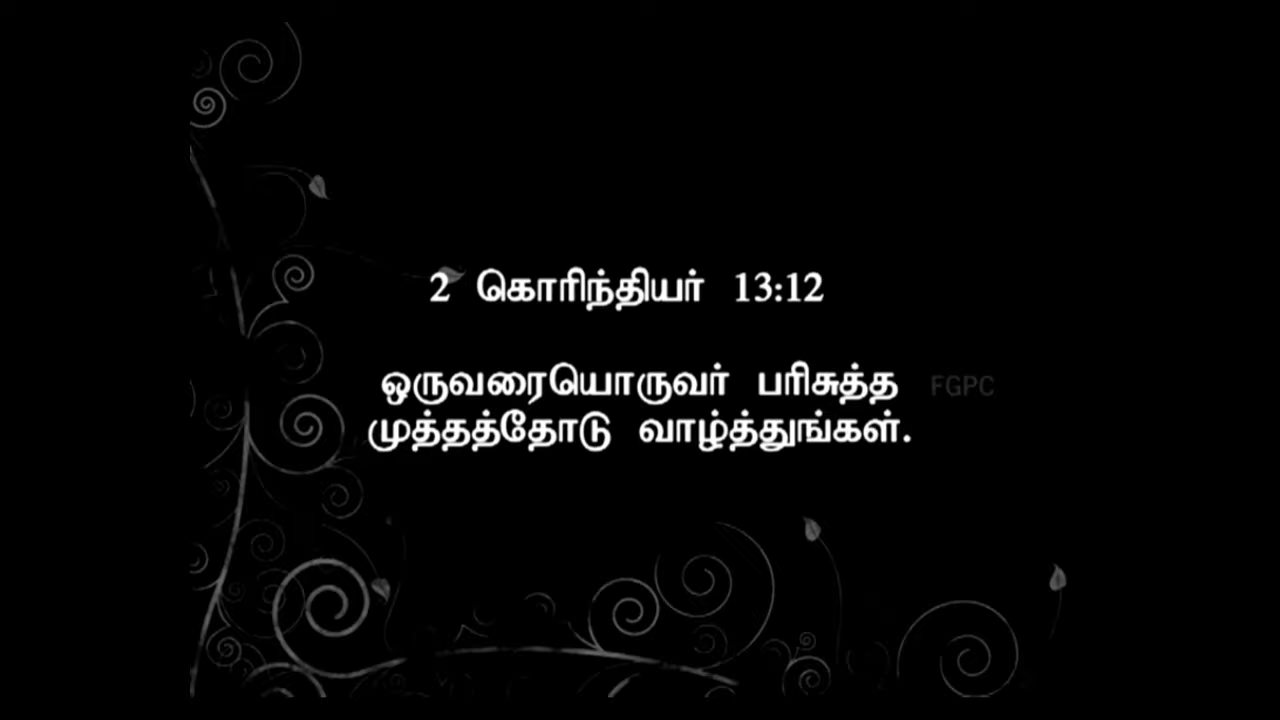 2 கொரிந்தியர் 13:12
ஒருவரையொருவர் பரிசுத்த
முத்தத்தோடு வாழ்த்துங்கள்.
FGPC